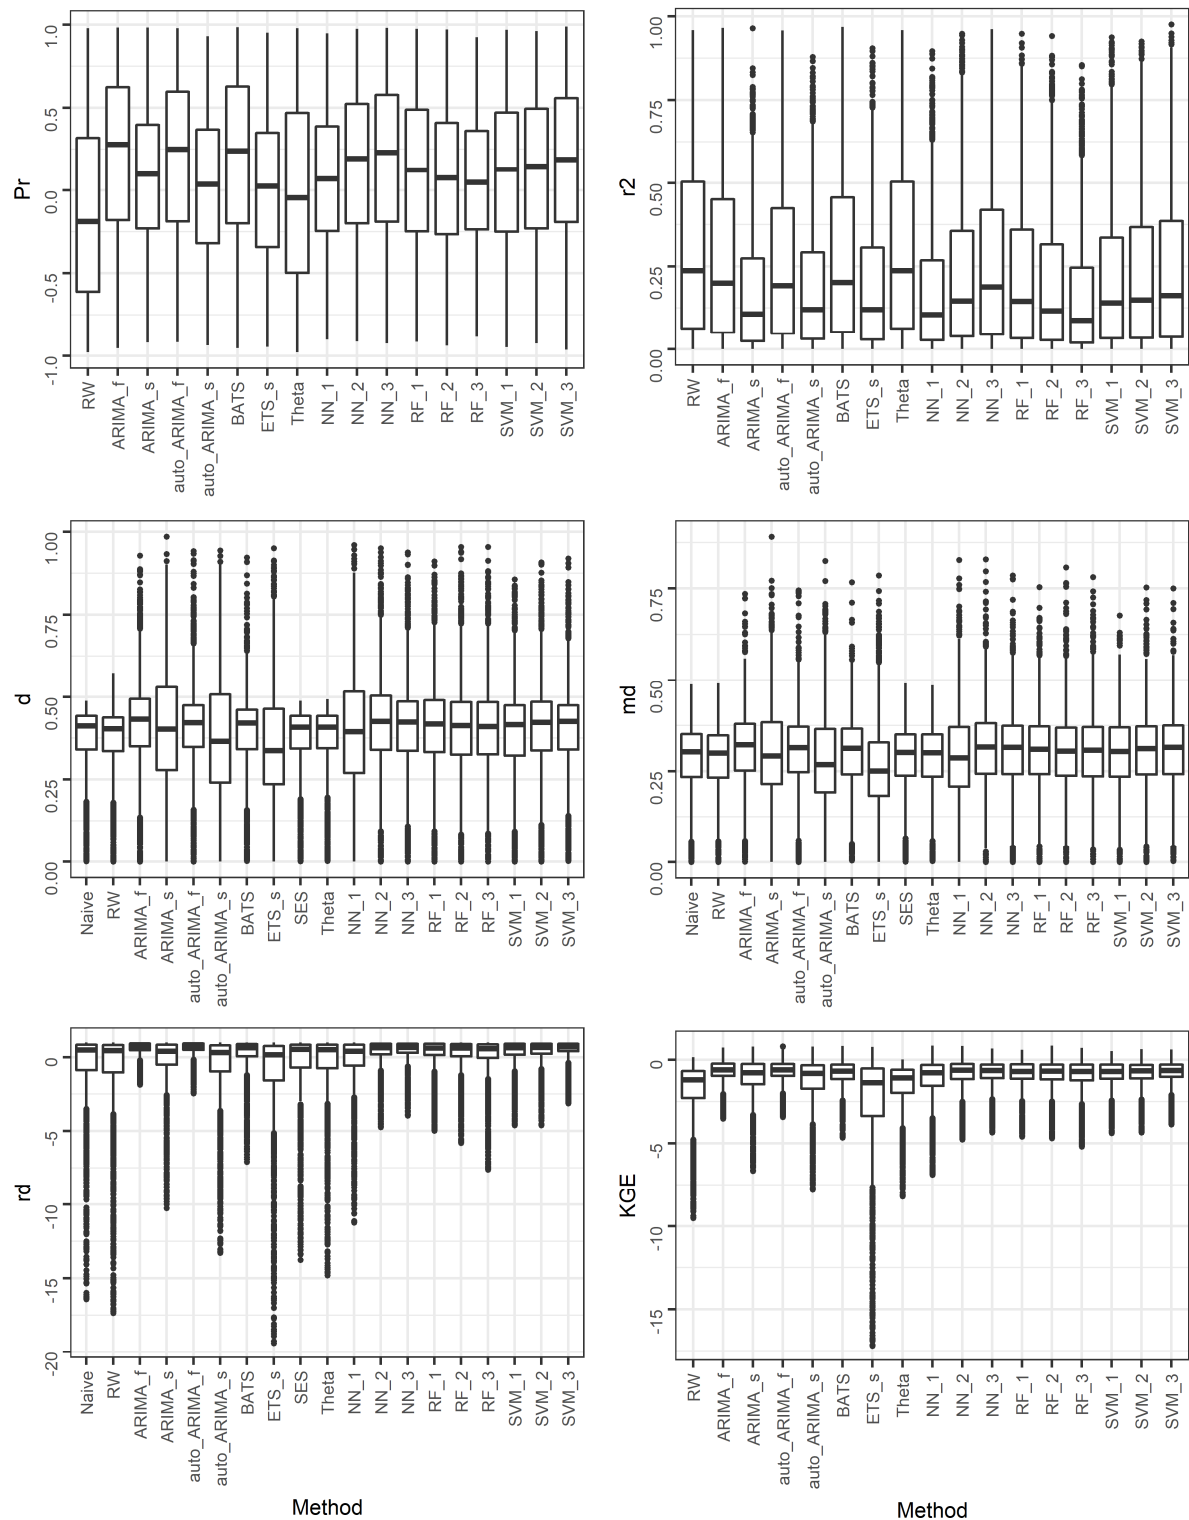 Pr
1.0
0.5
0.0
-0.5
-1.0
RW
ARIMA_f
ARIMA_s
auto_ARIMA_f
auto_ARIMA_s
BATS
ETS_s
Theta
NN_1
NN_2
NN_3
RF_1
RF_2
RF_3
SVM_1
SVM_2
SVM_3
r2
1.00
0.75
0.50
0.25
0.00
RW
ARIMA_f
ARIMA_s
auto_ARIMA_f
auto_ARIMA_s
BATS
ETS_s
Theta
NN_1
NN_2
NN_3
RF_1
RF_2
RF_3
SVM_1
SVM_2
SVM_3
d
1.00
0.75
0.50
0.25
0.00
Naive
RW
ARIMA_f
ARIMA_s
auto_ARIMA_f
auto_ARIMA_s
BATS
ETS_s
SES
Theta
NN_1
NN_2
NN_3
RF_1
RF_2
RF_3
SVM_1
SVM_2
SVM_3
md
0.75
0.50
0.25
0.00
Naive
RW
ARIMA_f
ARIMA_s
auto_ARIMA_f
auto_ARIMA_s
BATS
ETS_s
SES
Theta
NN_1
NN_2
NN_3
RF_1
RF_2
RF_3
SVM_1
SVM_2
SVM_3
rd
0
-5
-10
-15
-20
Naive
RW
ARIMA_f
ARIMA_s
auto_ARIMA_f
auto_ARIMA_s
BATS
ETS_s
SES
Theta
NN_1
NN_2
NN_3
RF_1
RF_2
RF_3
SVM_1
SVM_2
SVM_3
Method
KGE
0
-5
-10
-15
RW
ARIMA_f
ARIMA_s
auto_ARIMA_f
auto_ARIMA_s
BATS
ETS_s
Theta
NN_1
NN_2
NN_3
RF_1
RF_2
RF_3
SVM_1
SVM_2
SVM_3
Method